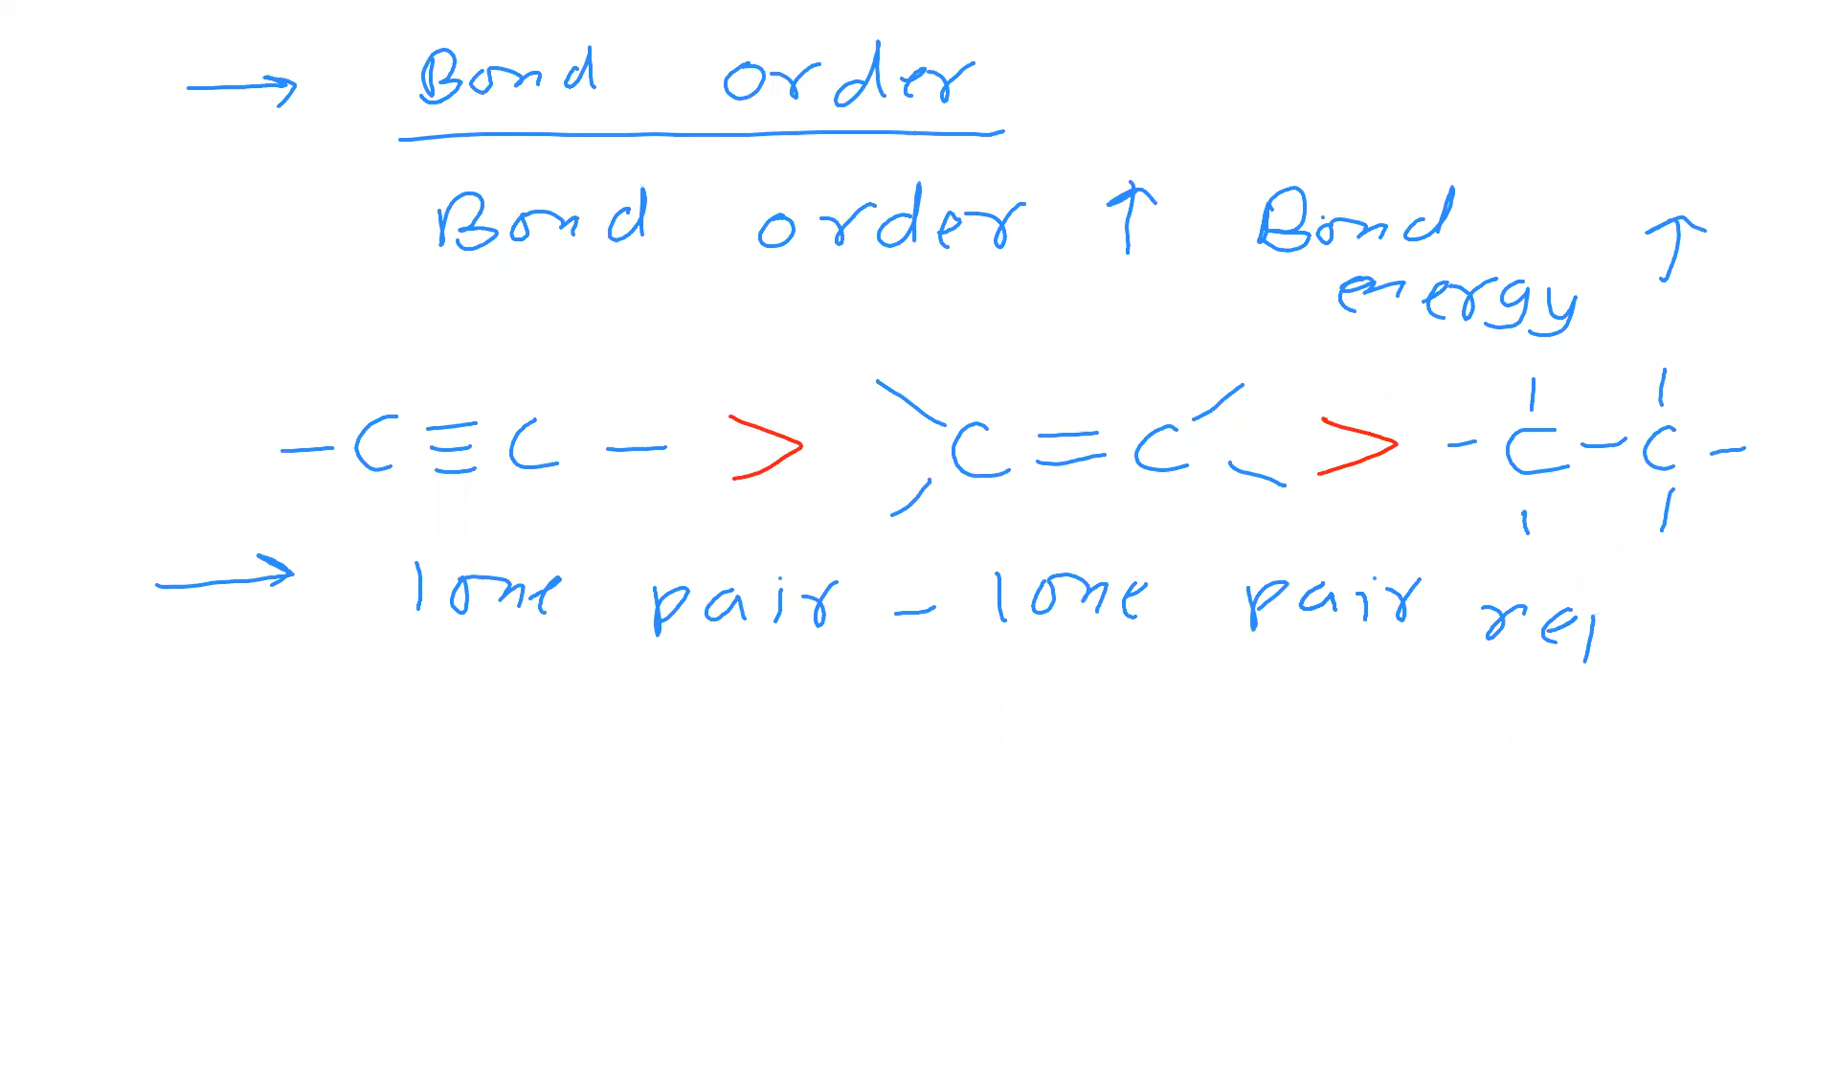 → Bond order
Bond order ↑ Bond energy ↑
-C≡C- > C=C > -C-C-
→ lone pair - lone pair rep